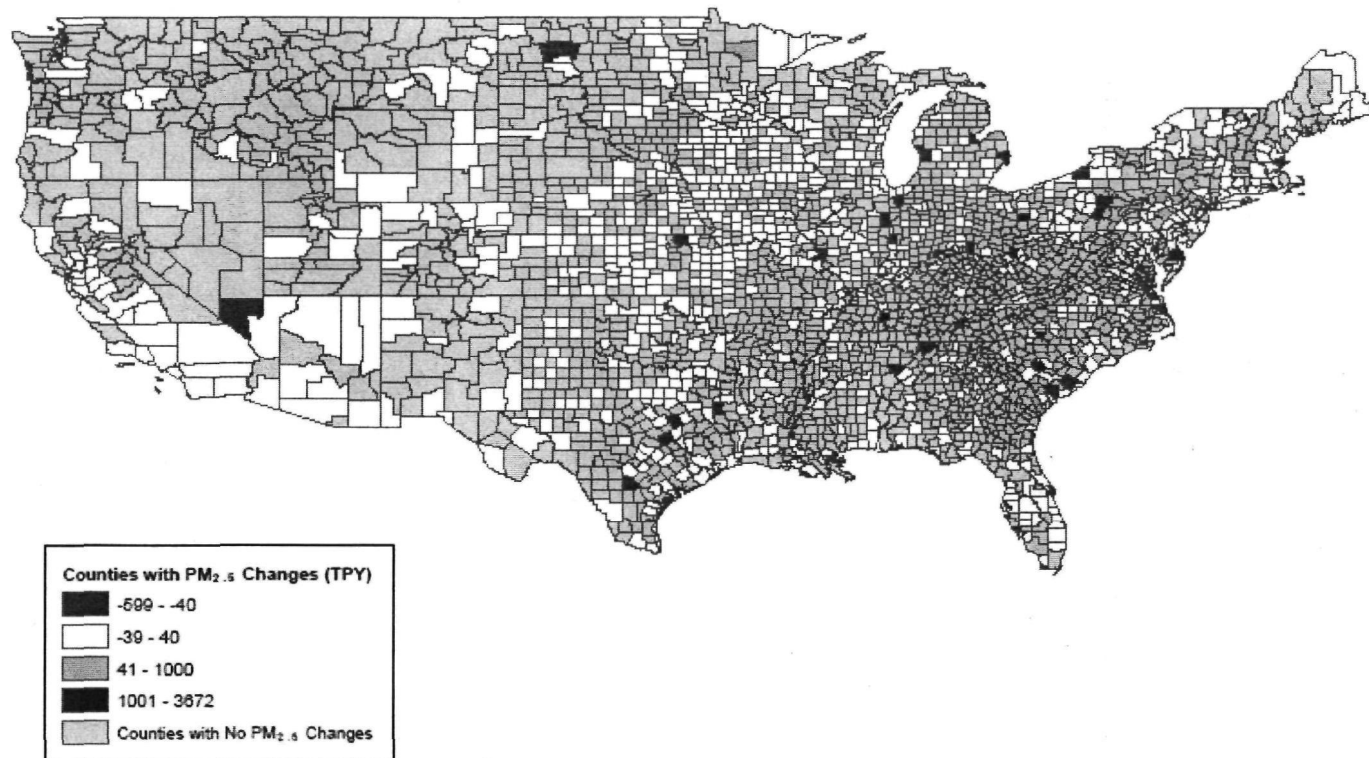 Counties with PM₂.₅ Changes (TPY)
-599 - -40
-39 - 40
41 - 1000
1001 - 3672
Counties with No PM₂.₅ Changes